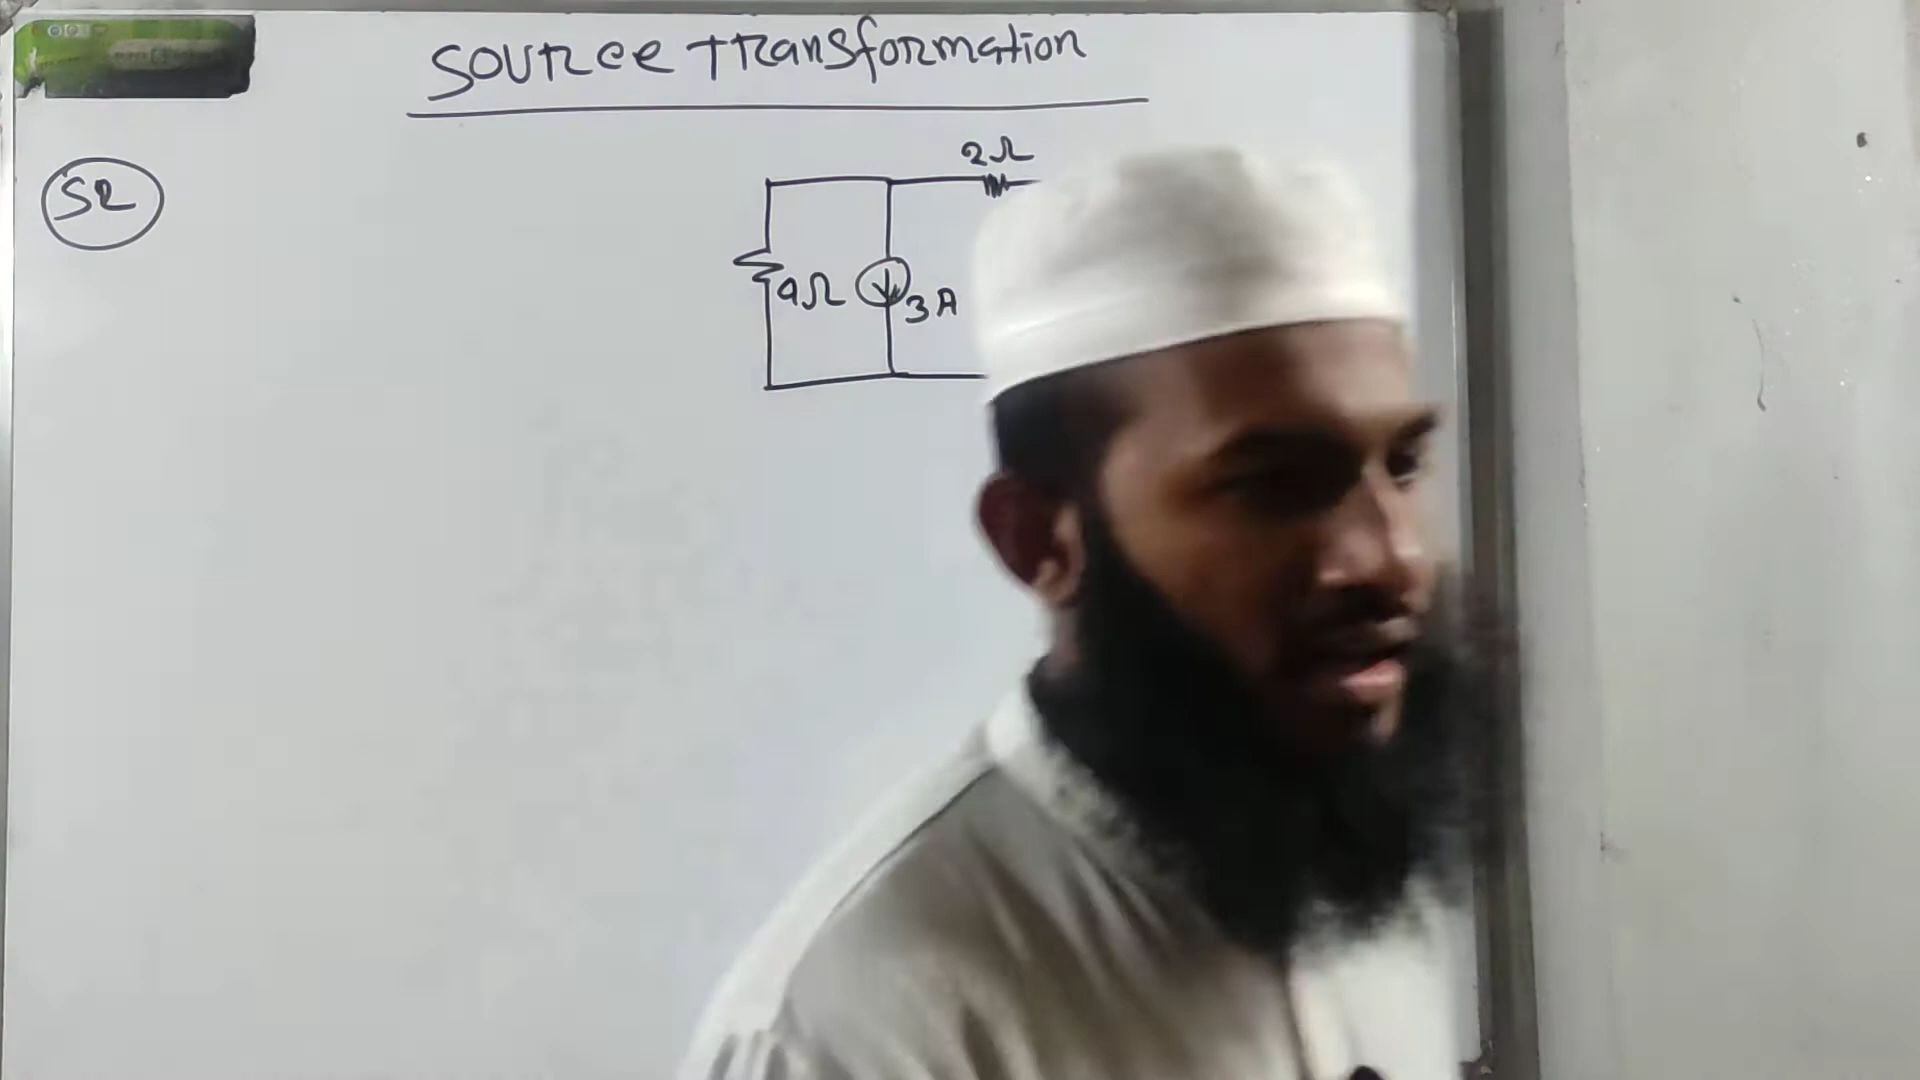 SOURCE Transformation
SL
2Ω
4Ω
3A